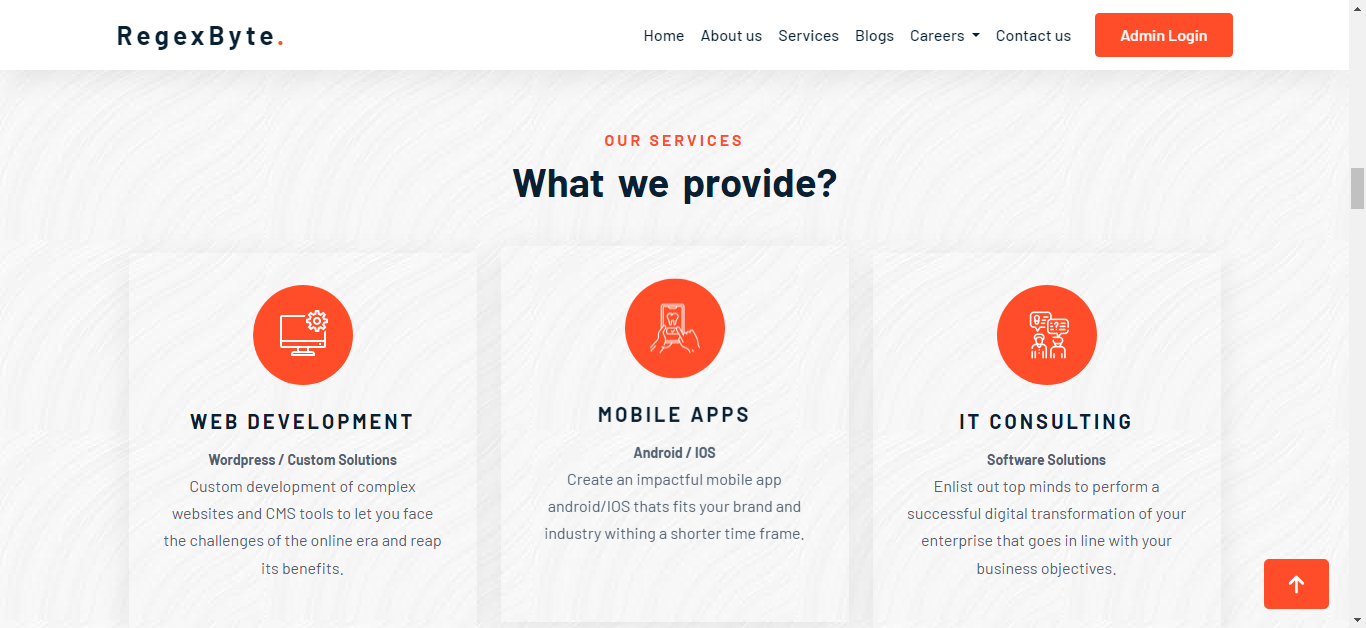 RegexByte.
Home About us Services Blogs Careers Contact us Admin Login
OUR SERVICES
What we provide?
WEB DEVELOPMENT
Wordpress / Custom Solutions
Custom development of complex
websites and CMS tools to let you face
the challenges of the online era and reap
its benefits.
MOBILE APPS
Android / IOS
Create an impactful mobile app
android/IOS thats fits your brand and
industry withing a shorter time frame.
IT CONSULTING
Software Solutions
Enlist out top minds to perform a
successful digital transformation of your
enterprise that goes in line with your
business objectives.